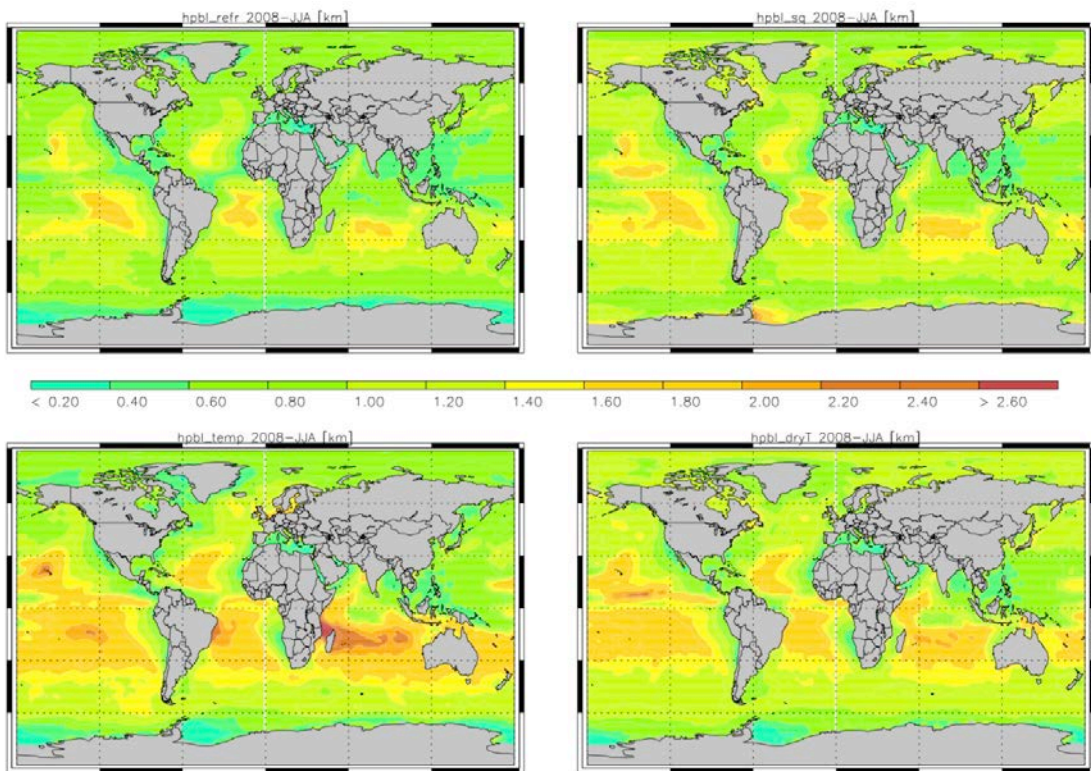 hpbl_refr 2008-JJA [km]
hpbl_sq 2008-JJA [km]
< 0.20 0.40 0.60 0.80 1.00 1.20 1.40 1.60 1.80 2.00 2.20 2.40 > 2.60
hpbl_temp 2008-JJA [km]
hpbl_dryT 2008-JJA [km]